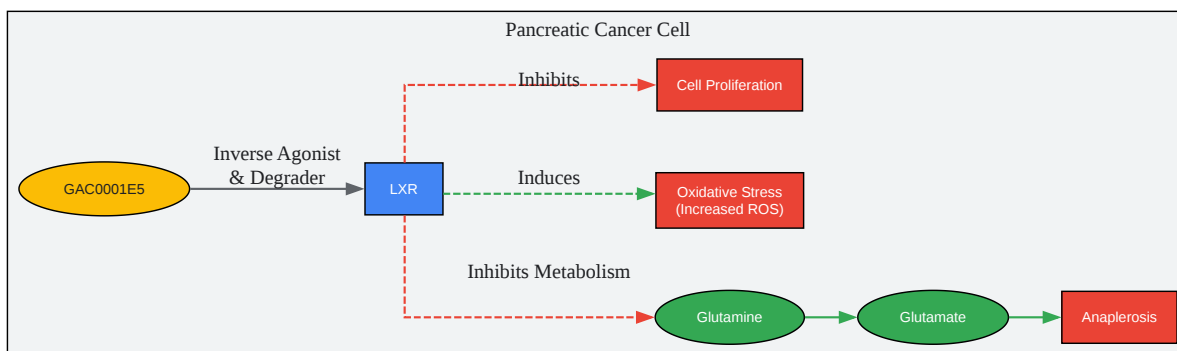 Pancreatic Cancer Cell
Inhibits
Cell Proliferation
Inverse Agonist
& Degrader
GAC0001E5
LXR
Induces
Oxidative Stress
(Increased ROS)
Inhibits Metabolism
Glutamine
Glutamate
Anaplerosis